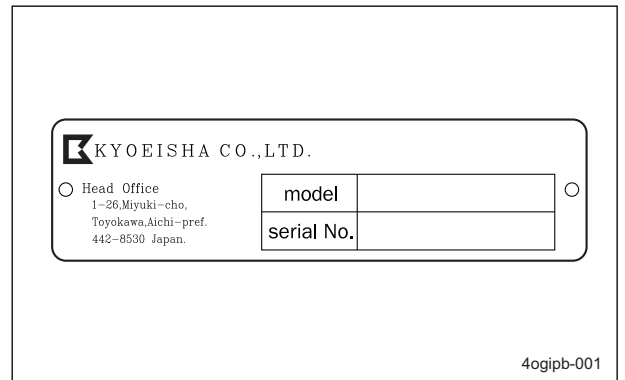 KYOEISHA CO.,LTD.
Head Office
1-26,Miyuki-cho,
Toyokawa,Aichi-pref.
442-8530 Japan.
model
serial No.
4ogipb-001